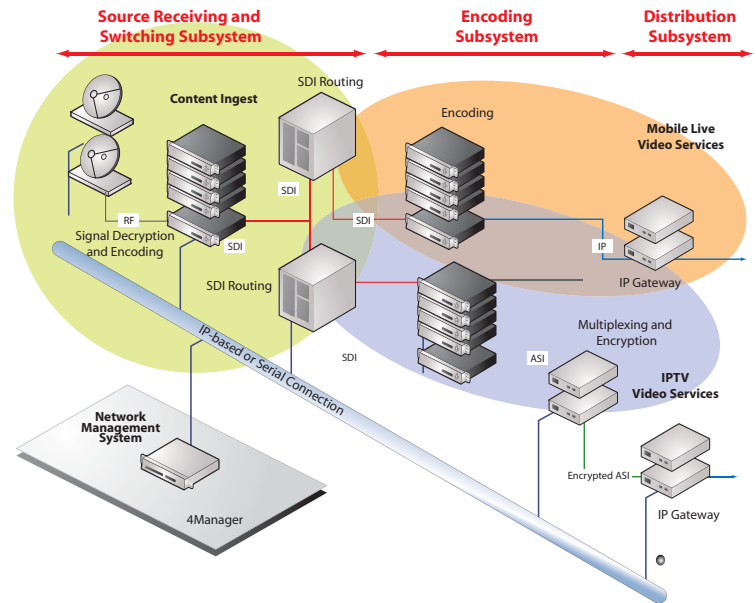 Source Receiving and
Switching Subsystem
Encoding
Subsystem
Distribution
Subsystem
SDI Routing
Content Ingest
Encoding
Mobile Live
Video Services
SDI
RF
SDI
Signal Decryption
and Encoding
SDI
IP
IP Gateway
SDI Routing
Multiplexing and
Encryption
IP-based or Serial Connection
SDI
ASI
IPTV
Video Services
Network
Management
System
Encrypted ASI
4Manager
IP Gateway